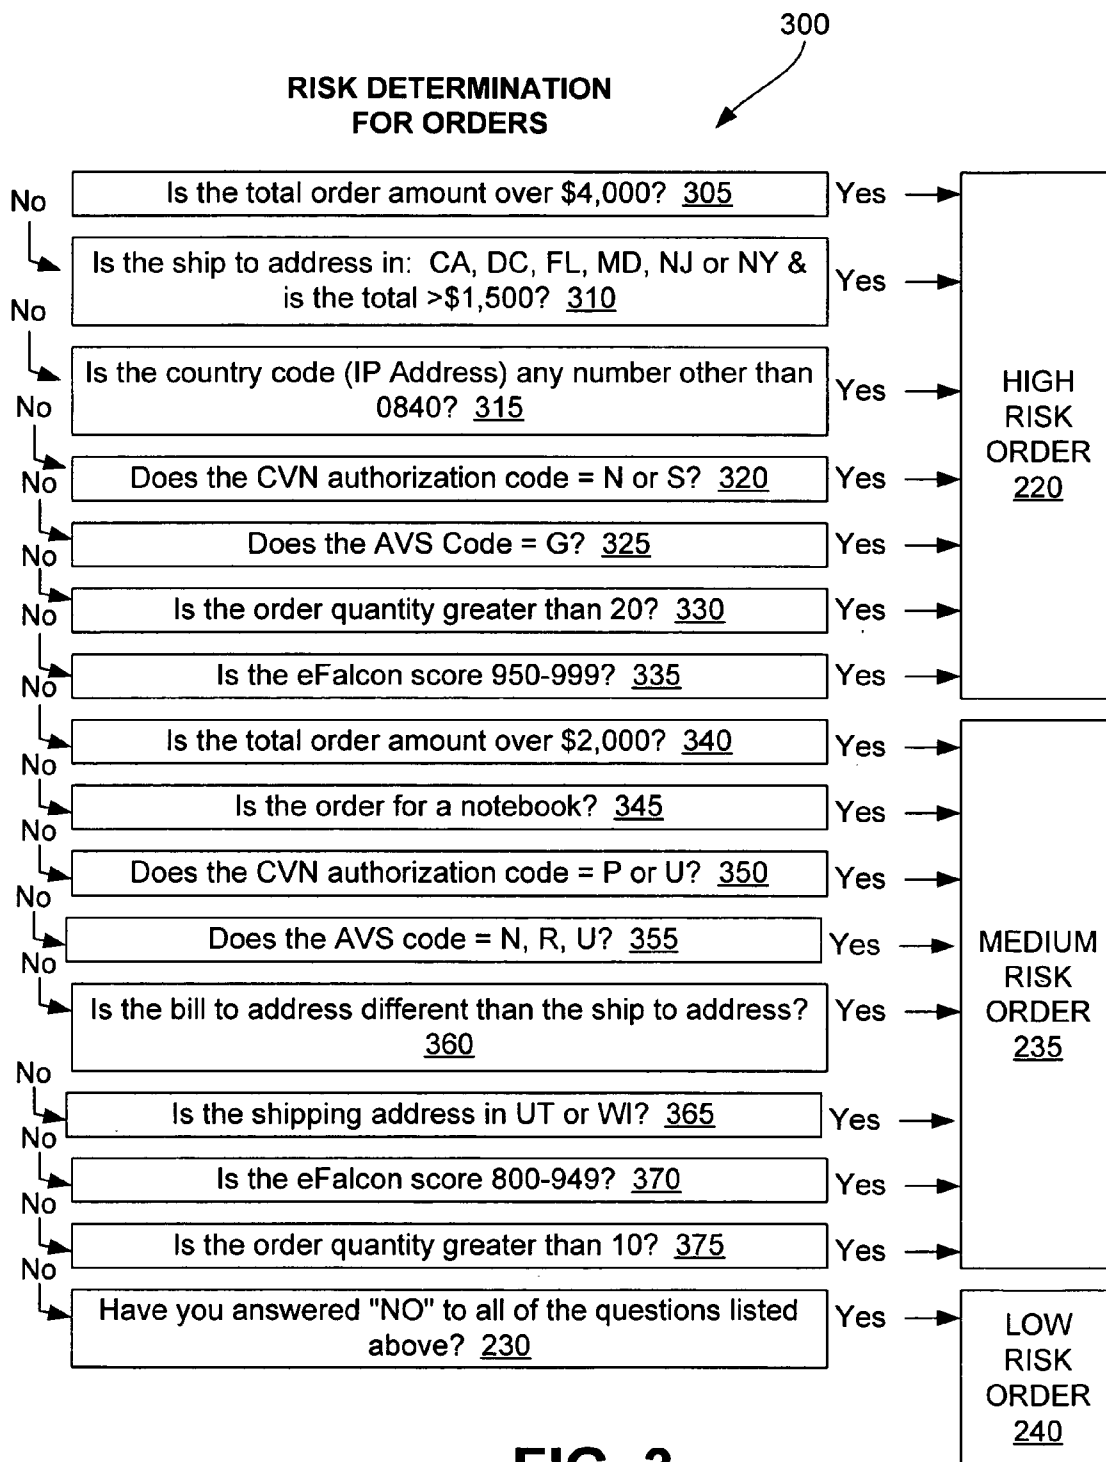 300
RISK DETERMINATION
FOR ORDERS
No
Is the total order amount over $4,000? 305
Yes
Is the ship to address in: CA, DC, FL, MD, NJ or NY &
is the total >$1,500? 310
Yes
No
Is the country code (IP Address) any number other than
0840? 315
Yes
No
HIGH
RISK
ORDER
220
Does the CVN authorization code = N or S? 320
Yes
No
Does the AVS Code = G? 325
Yes
No
Is the order quantity greater than 20? 330
Yes
No
Is the eFalcon score 950-999? 335
Yes
No
Is the total order amount over $2,000? 340
Yes
No
Is the order for a notebook? 345
Yes
No
Does the CVN authorization code = P or U? 350
Yes
No
Does the AVS code = N, R, U? 355
Yes
No
MEDIUM
RISK
ORDER
235
Is the bill to address different than the ship to address?
360
Yes
No
Is the shipping address in UT or WI? 365
Yes
No
Is the eFalcon score 800-949? 370
Yes
No
Is the order quantity greater than 10? 375
Yes
No
Have you answered "NO" to all of the questions listed
above? 230
Yes
LOW
RISK
ORDER
240
FIG. 3